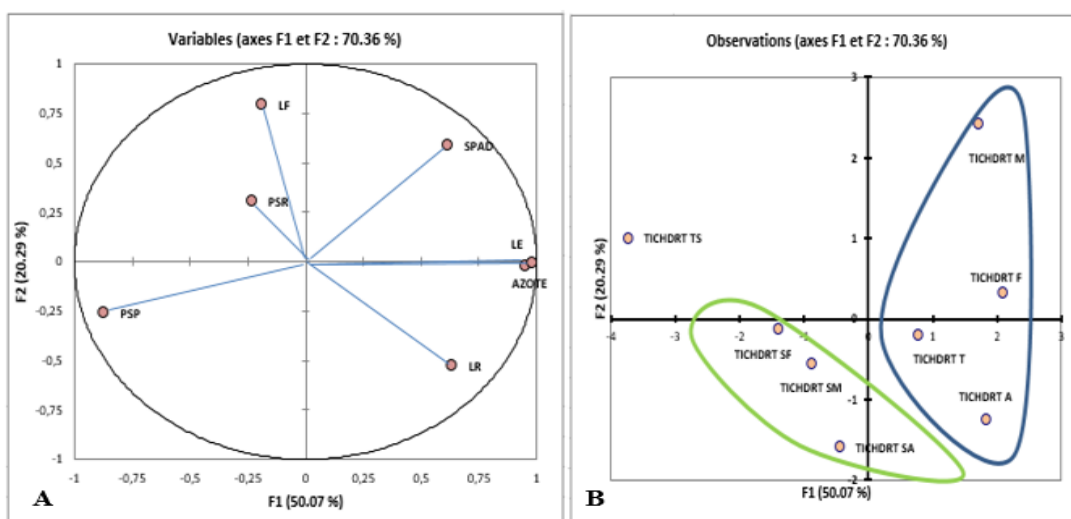 Variables (axes F1 et F2 : 70.36 %)
1
0,75
0,5
0,25
0
-0,25
-0,5
-0,75
-1
-1
-0,75
-0,5
-0,25
0
0,25
0,5
0,75
1
F2 (20.29 %)
F1 (50.07 %)
LF
SPAD
PSR
LE
AZOTE
PSP
LR
A
Observations (axes F1 et F2 : 70.36 %)
3
2
1
0
-1
-2
-4
-3
-2
-1
0
1
2
3
F2 (20.29 %)
F1 (50.07 %)
TICHDRT M
TICHDRT TS
TICHDRT F
TICHDRT SF
TICHDRT T
TICHDRT SM
TICHDRT A
TICHDRT SA
B